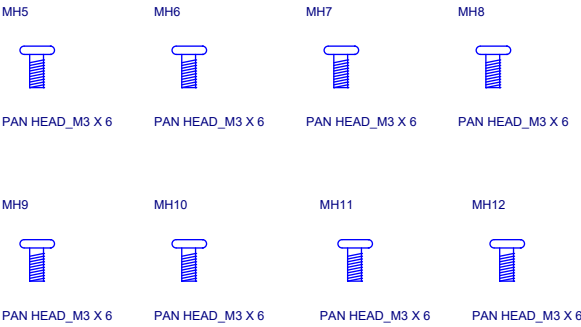 MH5 MH6 MH7 MH8
PAN HEAD_M3 X 6 PAN HEAD_M3 X 6 PAN HEAD_M3 X 6 PAN HEAD_M3 X 6
MH9 MH10 MH11 MH12
PAN HEAD_M3 X 6 PAN HEAD_M3 X 6 PAN HEAD_M3 X 6 PAN HEAD_M3 X 6